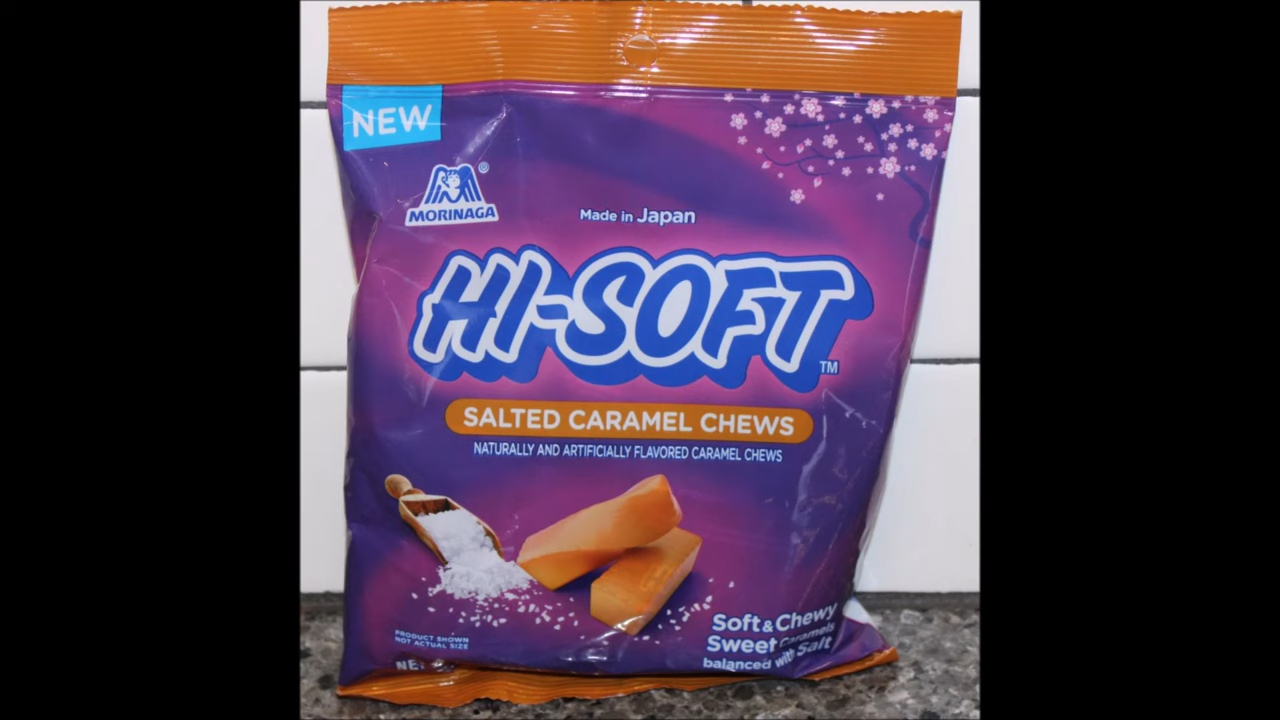 NEW
MORINAGA
®
Made in Japan
HI-SOFT
TM
SALTED CARAMEL CHEWS
NATURALLY AND ARTIFICIALLY FLAVORED CARAMEL CHEWS
PRODUCT SHOWN
NOT ACTUAL SIZE
Soft & Chewy
Sweet Caramels
balanced with Salt